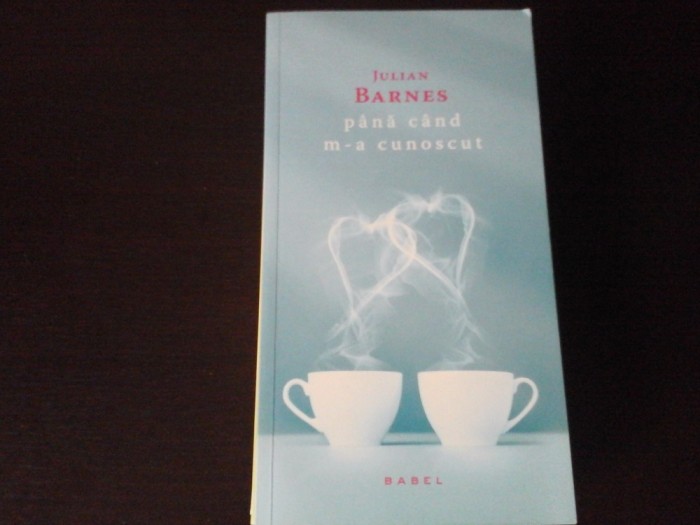 JULIAN
BARNES
până când
m-a cunoscut
BABEL